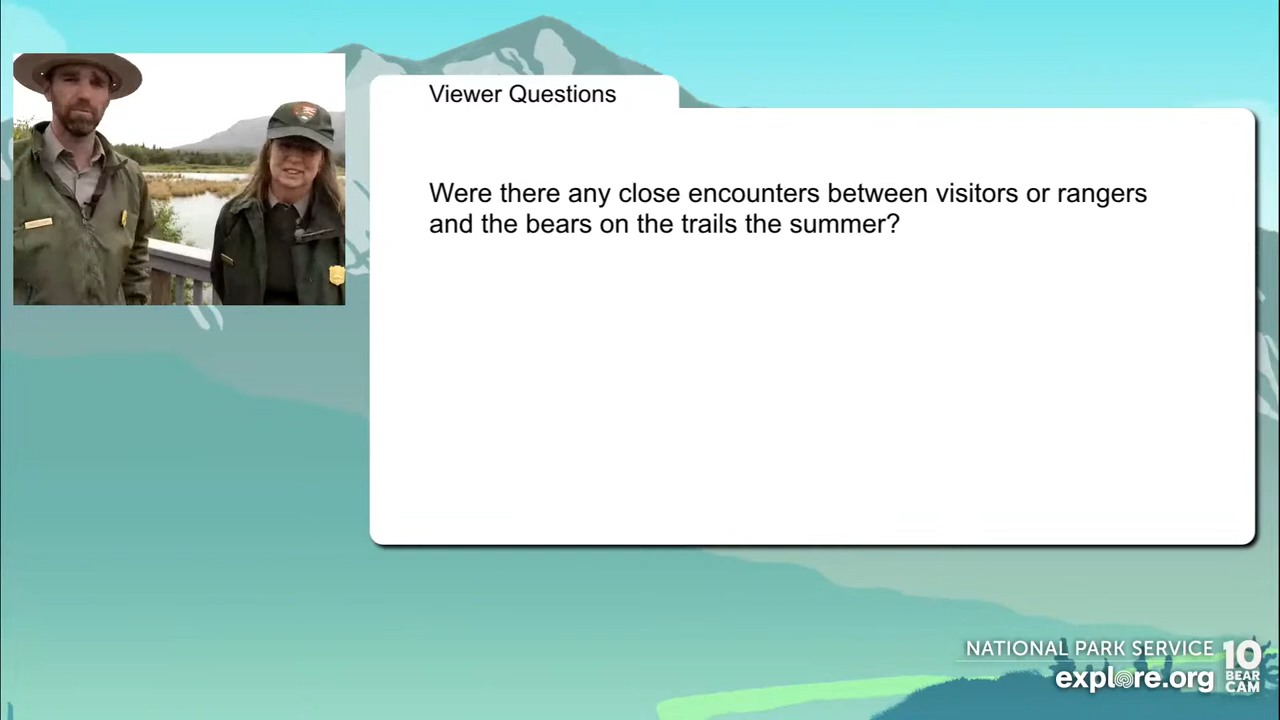 Viewer Questions
Were there any close encounters between visitors or rangers
and the bears on the trails the summer?
NATIONAL PARK SERVICE
explore.org
10
BEAR
CAM